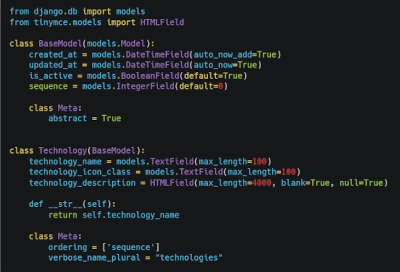 from django.db import models
from tinymce.models import HTMLField
class BaseModel(models.Model):
    created_at = models.DateTimeField(auto_now_add=True)
    updated_at = models.DateTimeField(auto_now=True)
    is_active = models.BooleanField(default=True)
    sequence = models.IntegerField(default=0)
    class Meta:
        abstract = True
class Technology(BaseModel):
    technology_name = models.TextField(max_length=100)
    technology_icon_class = models.TextField(max_length=100)
    technology_description = HTMLField(max_length=4000, blank=True, null=True)
    def __str__(self):
        return self.technology_name
    class Meta:
        ordering = ['sequence']
        verbose_name_plural = "technologies"